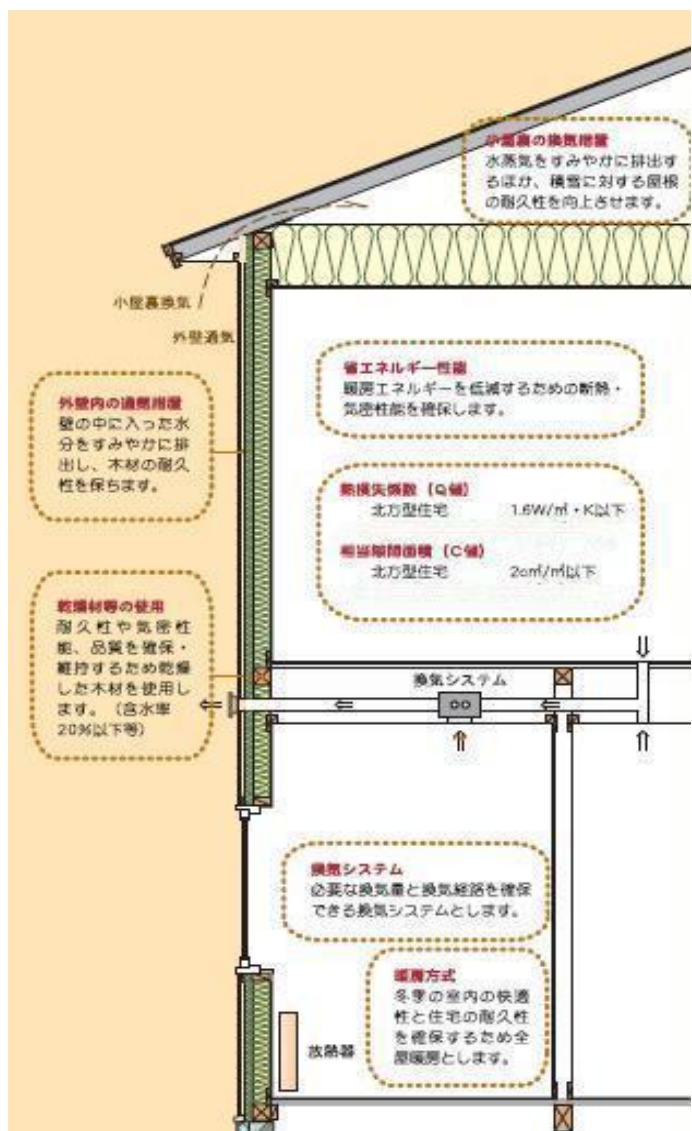 小屋裏の換気措置
水蒸気をすみやかに排出す
るほか、積雪に対する屋根
の耐久性を向上させます。
小屋裏換気
外壁通気
省エネルギー性能
暖房エネルギーを低減するための断熱・
気密性能を確保します。
外壁内の通気措置
壁の中に入った水
分をすみやかに排
出し、木材の耐久
性を保ちます。
熱損失係数（Q値）
北方型住宅 1.6W/㎡・K以下
相当隙間面積（C値）
北方型住宅 2c㎡/㎡以下
乾燥材等の使用
耐久性や気密性
能、品質を確保・
維持するため乾燥
した木材を使用し
ます。（含水率
20%以下等）
換気システム
換気システム
必要な換気量と換気経路を確保
できる換気システムとします。
暖房方式
冬季の室内の快適
性と住宅の耐久性
を確保するため全
屋暖房とします。
放熱器